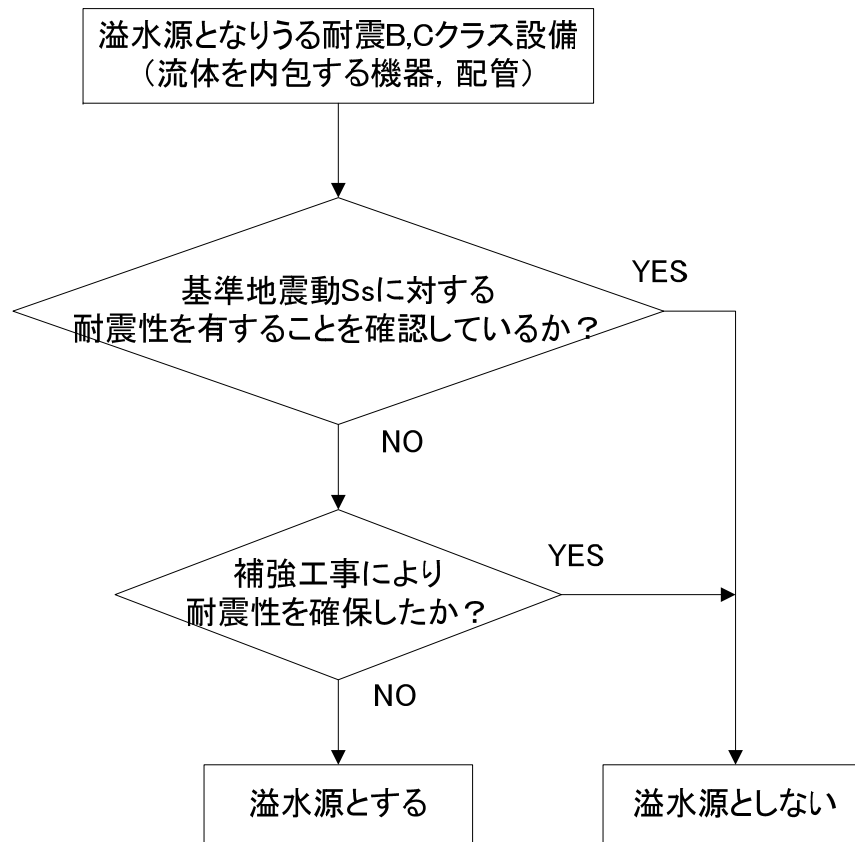 溢水源となりうる耐震B,Cクラス設備
（流体を内包する機器，配管）
基準地震動Ssに対する
耐震性を有することを確認しているか？
YES
NO
補強工事により
耐震性を確保したか？
YES
NO
溢水源とする
溢水源としない